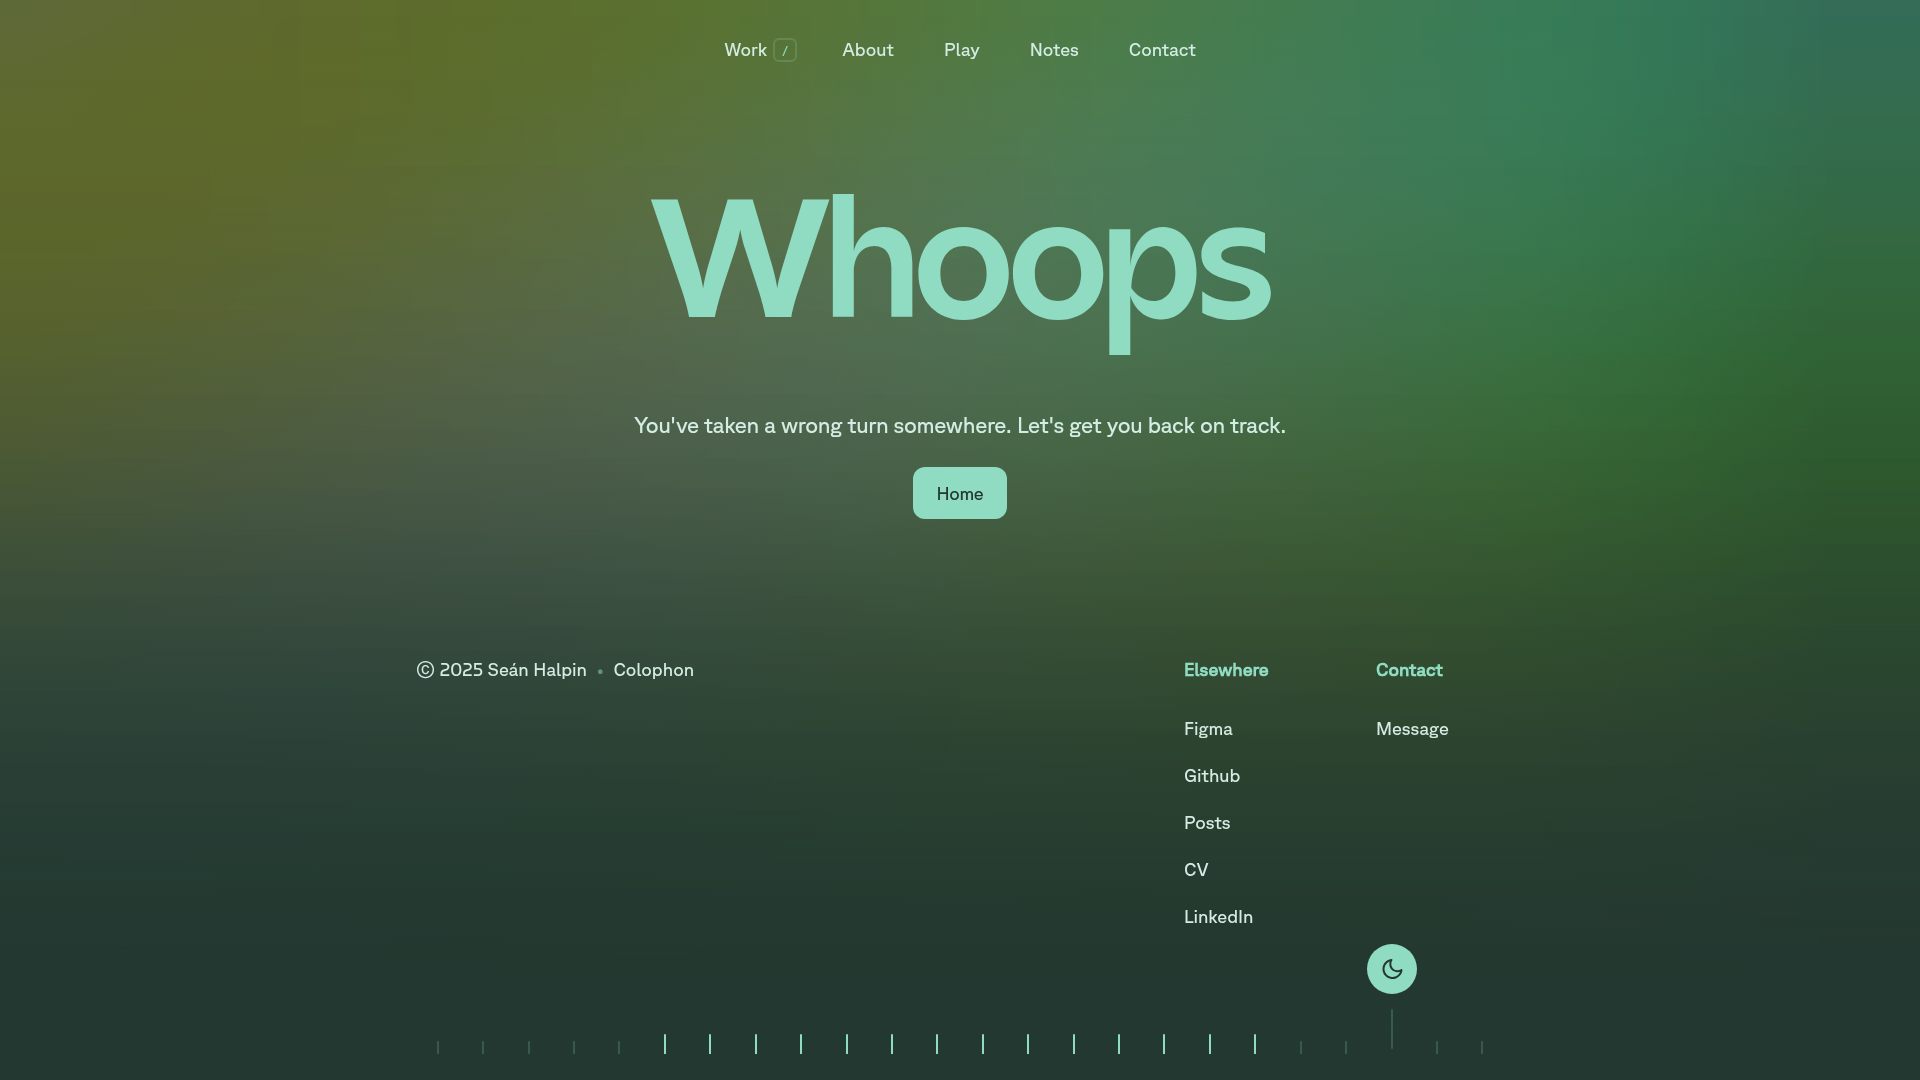 Work / About Play Notes Contact
Whoops
You've taken a wrong turn somewhere. Let's get you back on track.
Home
© 2025 Seán Halpin • Colophon
Elsewhere
Figma
Github
Posts
CV
LinkedIn
Contact
Message